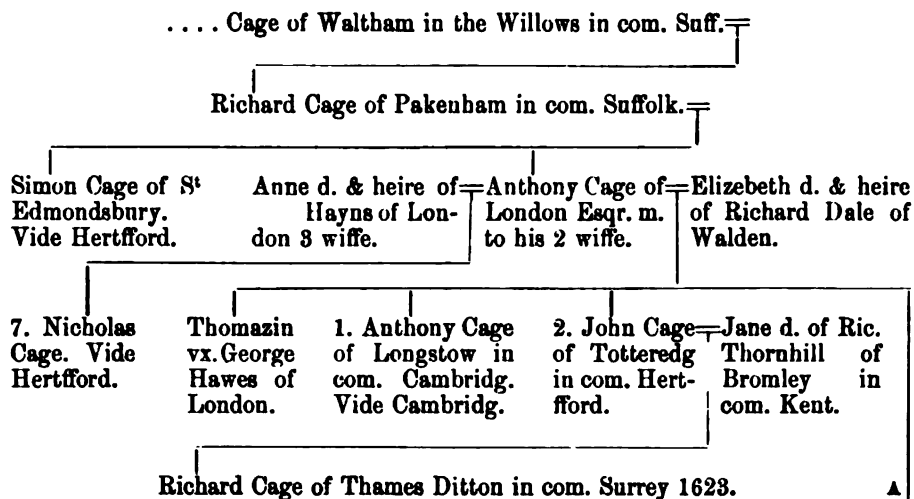 .... Cage of Waltham in the Willows in com. Suff.
Richard Cage of Pakenham in com. Suffolk.
Simon Cage of St
Edmondsbury.
Vide Hertfford.
Anne d. & heire of
Hayns of Lon-
don 3 wiffe.
Anthony Cage of
London Esqr. m.
to his 2 wiffe.
Elizebeth d. & heire
of Richard Dale of
Walden.
7. Nicholas
Cage. Vide
Hertfford.
Thomazin
vx. George
Hawes of
London.
1. Anthony Cage
of Longstow in
com. Cambridg.
Vide Cambridg.
2. John Cage
of Totteredg
in com. Hert-
fford.
Jane d. of Ric.
Thornhill of
Bromley in
com. Kent.
Richard Cage of Thames Ditton in com. Surrey 1623.
A